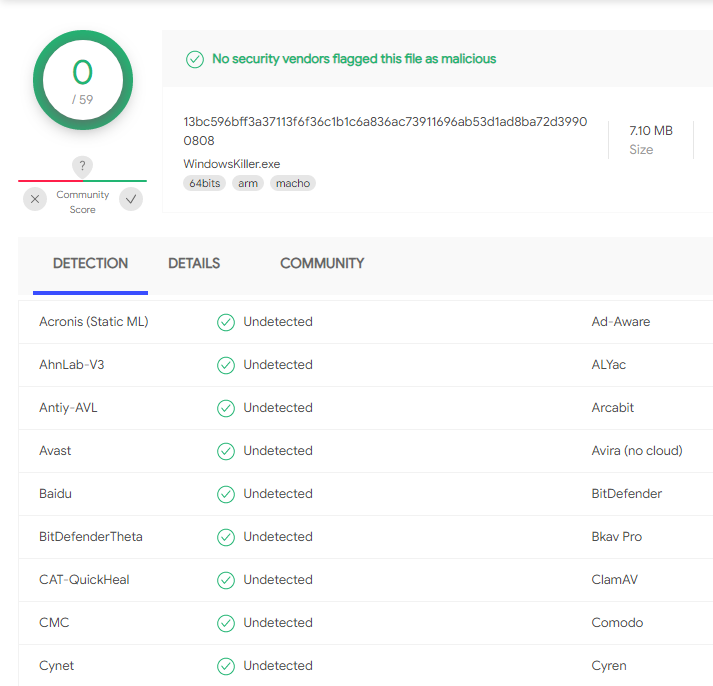 0
/ 59
?
Community
Score
No security vendors flagged this file as malicious
13bc596bff3a37113f6f36c1b1c6a836ac73911696ab53d1ad8ba72d3990
0808
WindowsKiller.exe
64bits arm macho
7.10 MB
Size
DETECTION DETAILS COMMUNITY
Acronis (Static ML) Undetected Ad-Aware
AhnLab-V3 Undetected ALYac
Antiy-AVL Undetected Arcabit
Avast Undetected Avira (no cloud)
Baidu Undetected BitDefender
BitDefenderTheta Undetected Bkav Pro
CAT-QuickHeal Undetected ClamAV
CMC Undetected Comodo
Cynet Undetected Cyren